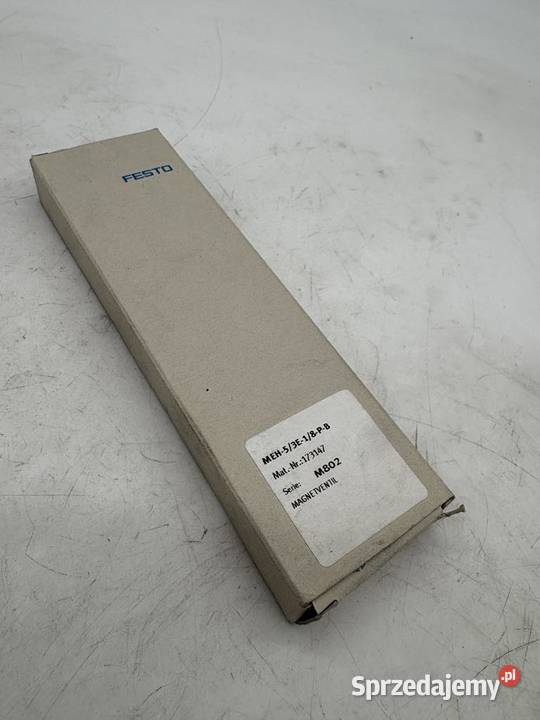 FESTO
MEH-5/3E-1/8-P-B
Mat.-Nr.:173147
Serie: M802
MAGNETVENTIL
Sprzedajemy.pl